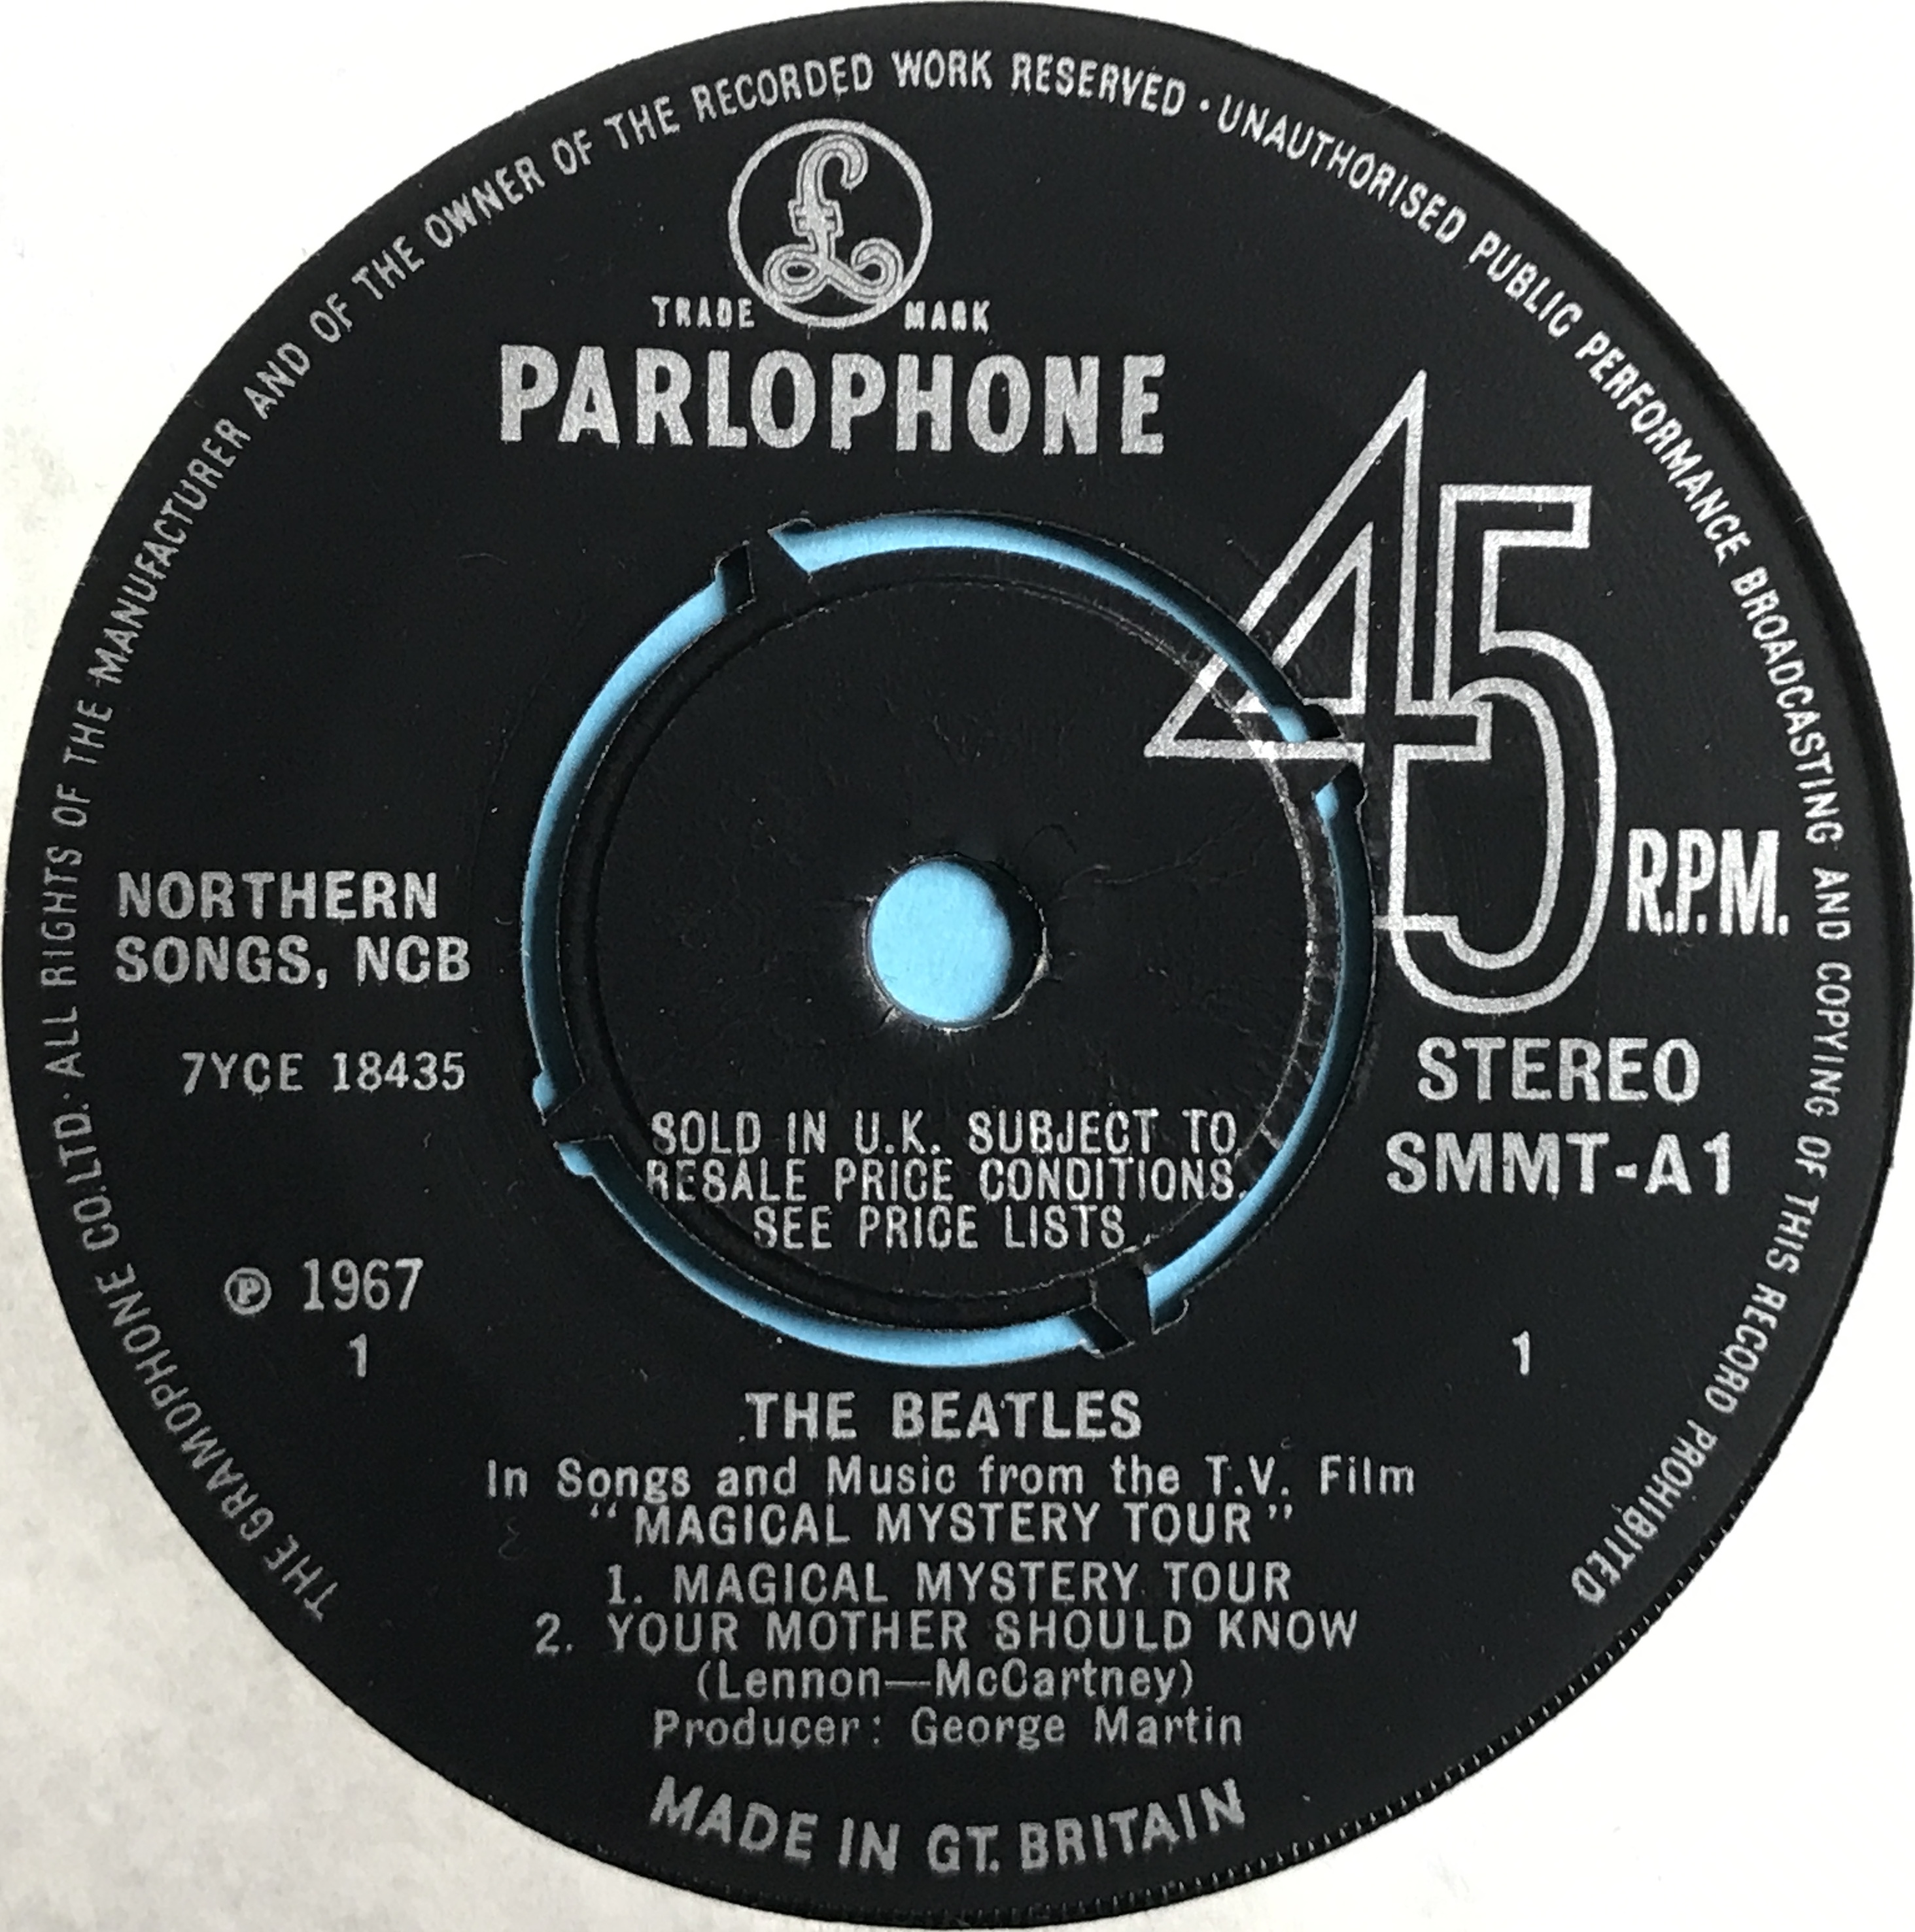 THE GRAMOPHONE CO. LTD. · ALL RIGHTS OF THE MANUFACTURER AND OF THE OWNER OF THE RECORDED WORK RESERVED · UNAUTHORISED PUBLIC PERFORMANCE BROADCASTING AND COPYING OF THIS RECORD PROHIBITED
£
TRADE MARK
PARLOPHONE
45 R.P.M.
NORTHERN
SONGS, NCB
7YCE 18435
Ⓟ 1967
1
STEREO
SMMT-A1
1
SOLD IN U.K. SUBJECT TO
RESALE PRICE CONDITIONS.
SEE PRICE LISTS
THE BEATLES
In Songs and Music from the T.V. Film
“MAGICAL MYSTERY TOUR”
1. MAGICAL MYSTERY TOUR
2. YOUR MOTHER SHOULD KNOW
(Lennon—McCartney)
Producer: George Martin
MADE IN GT. BRITAIN